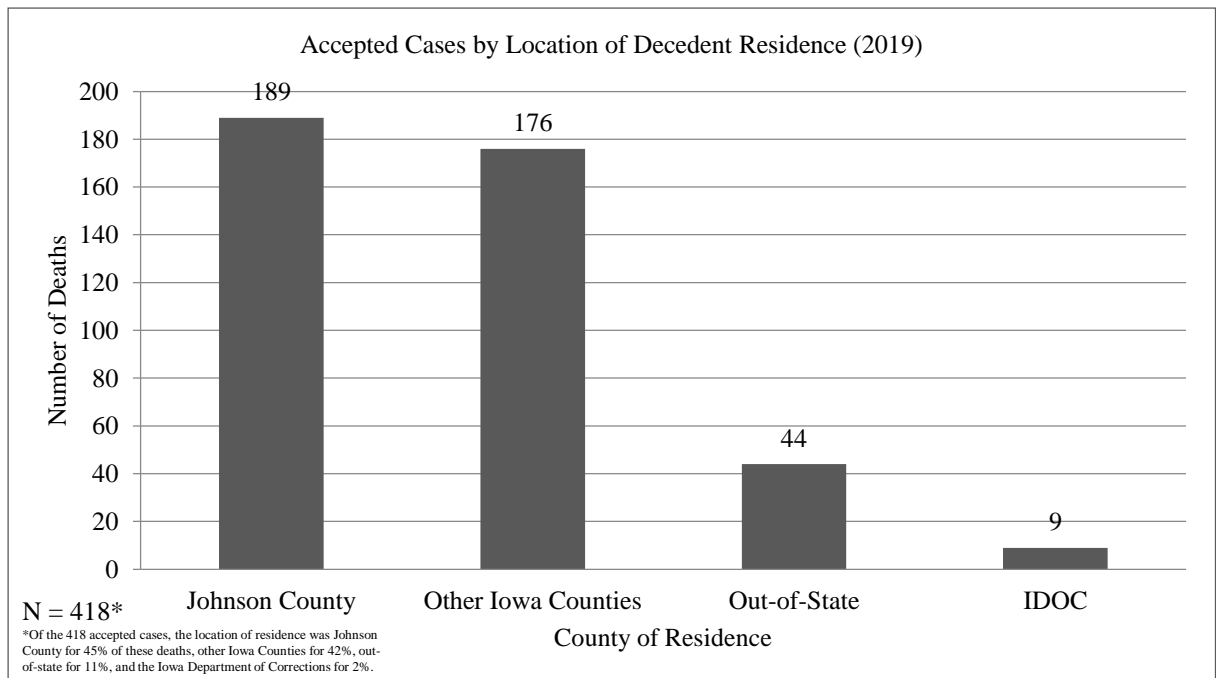 Accepted Cases by Location of Decedent Residence (2019)
200
180
160
140
120
100
80
60
40
20
0
Number of Deaths
189
176
44
9
Johnson County
Other Iowa Counties
Out-of-State
IDOC
County of Residence
N = 418*
*Of the 418 accepted cases, the location of residence was Johnson
County for 45% of these deaths, other Iowa Counties for 42%, out-
of-state for 11%, and the Iowa Department of Corrections for 2%.